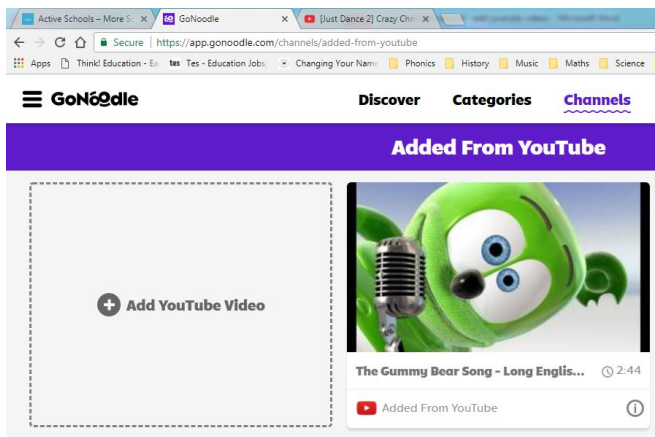 Active Schools – More S
GoNoodle
[Just Dance 2] Crazy Chri
Secure | https://app.gonoodle.com/channels/added-from-youtube
Apps Think! Education - Ea tes Tes - Education Jobs, Changing Your Name Phonics History Music Maths Science
GoNoodle Discover Categories Channels
Added From YouTube
Add YouTube Video
The Gummy Bear Song - Long Englis... 2:44
Added From YouTube